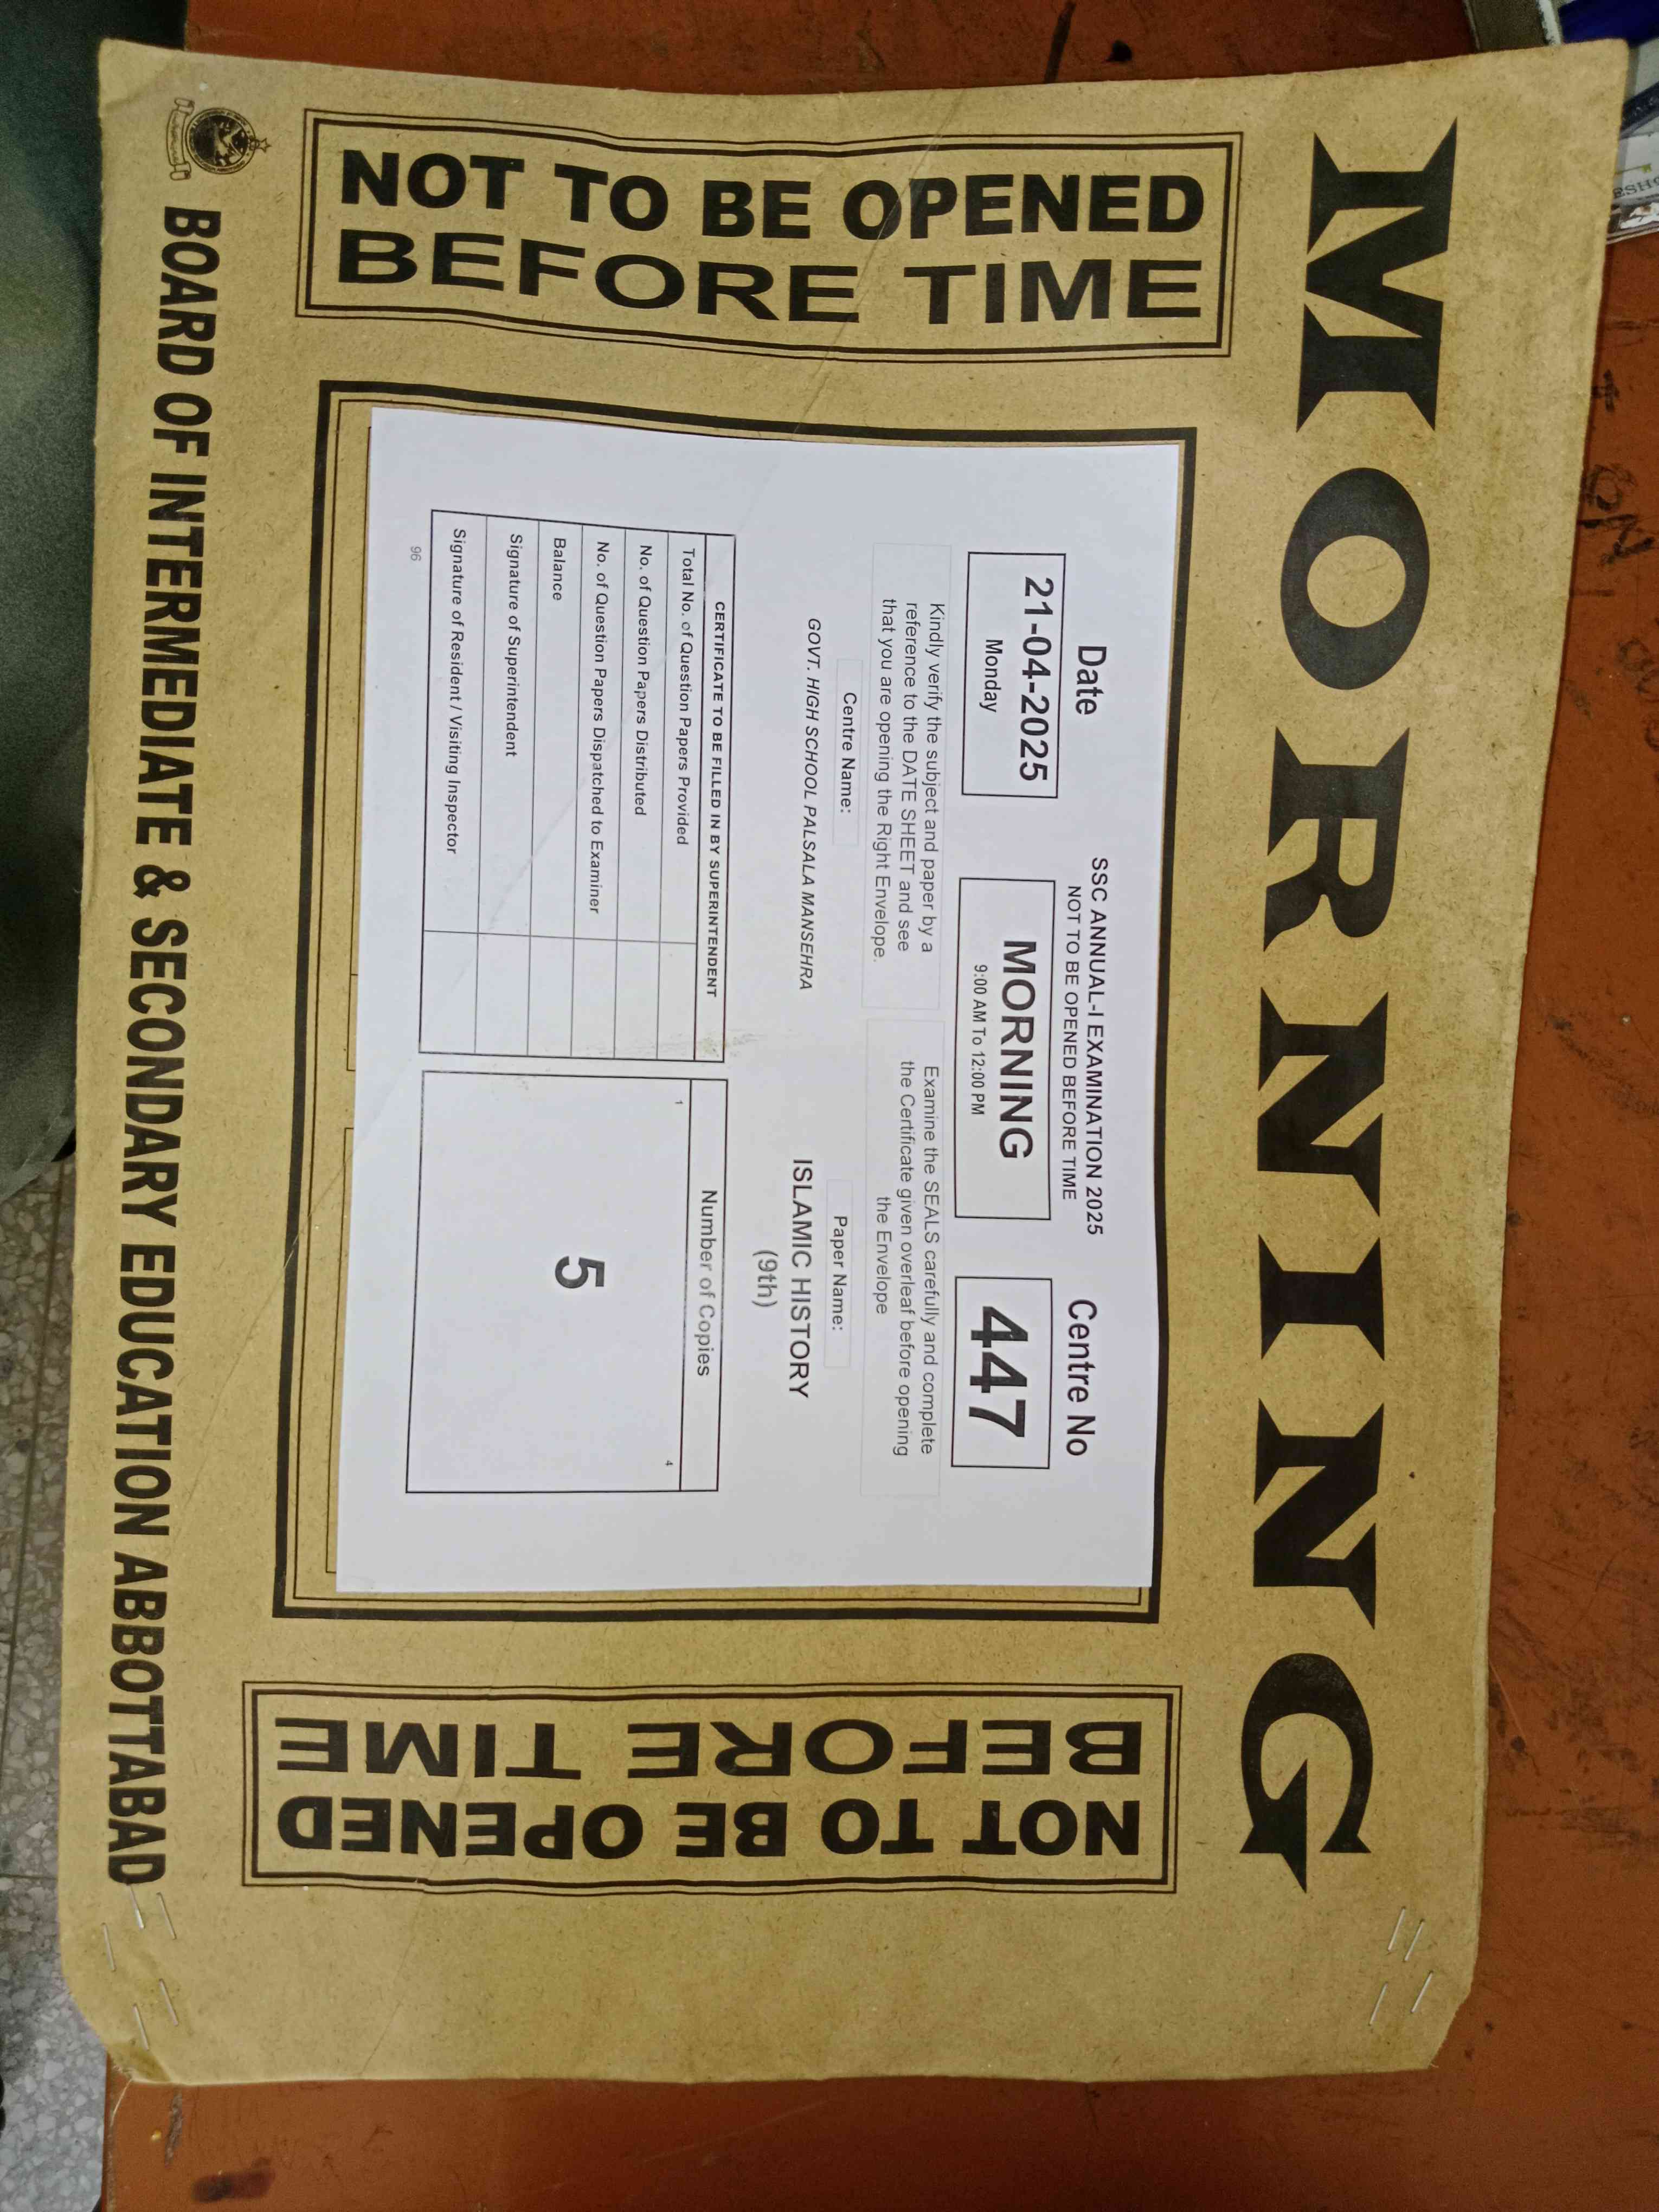 MORNING
NOT TO BE OPENED
BEFORE TIME
Date
21-04-2025
Monday
SSC ANNUAL-I EXAMINATION 2025
NOT TO BE OPENED BEFORE TIME
MORNING
9:00 AM To 12:00 PM
Centre No
447
Kindly verify the subject and paper by a
reference to the DATE SHEET and see
that you are opening the Right Envelope.
Examine the SEALS carefully and complete
the Certificate given overleaf before opening
the Envelope
Centre Name:
GOVT. HIGH SCHOOL PALSALA MANSEHRA
Paper Name:
ISLAMIC HISTORY
(9th)
CERTIFICATE TO BE FILLED IN BY SUPERINTENDENT
Total No. of Question Papers Provided
No. of Question Papers Distributed
No. of Question Papers Dispatched to Examiner
Balance
Signature of Superintendent
Signature of Resident / Visiting Inspector
96
Number of Copies
1
4
5
NOT TO BE OPENED
BEFORE TIME
BOARD OF INTERMEDIATE & SECONDARY EDUCATION ABBOTTABAD